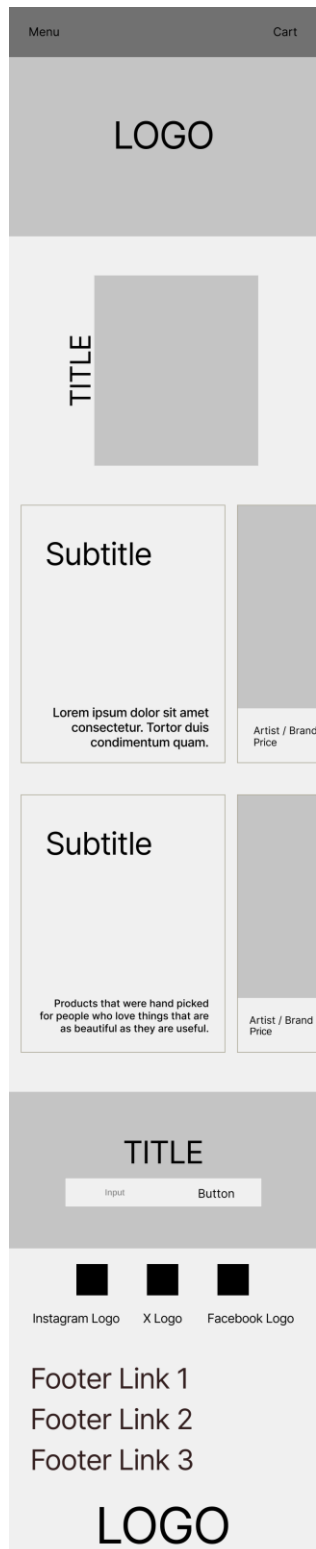 Menu
Cart
LOGO
TITLE
Subtitle
Lorem ipsum dolor sit amet
consectetur. Tortor duis
condimentum quam.
Artist / Brand
Price
Subtitle
Products that were hand picked
for people who love things that are
as beautiful as they are useful.
Artist / Brand
Price
TITLE
Input
Button
Instagram Logo
X Logo
Facebook Logo
Footer Link 1
Footer Link 2
Footer Link 3
LOGO